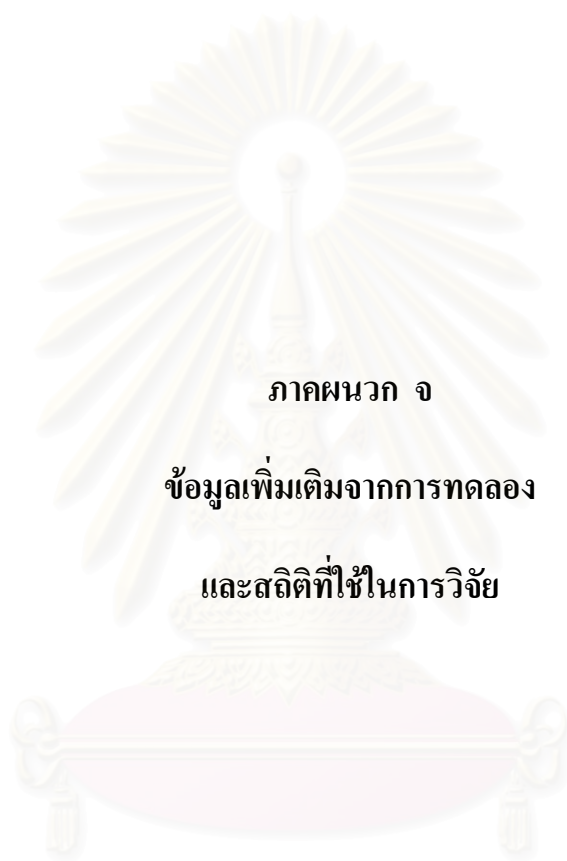 ภาคผนวก จ
ข้อมูลเพิ่มเติมจากการทดลอง
และสถิติที่ใช้ในการวิจัย